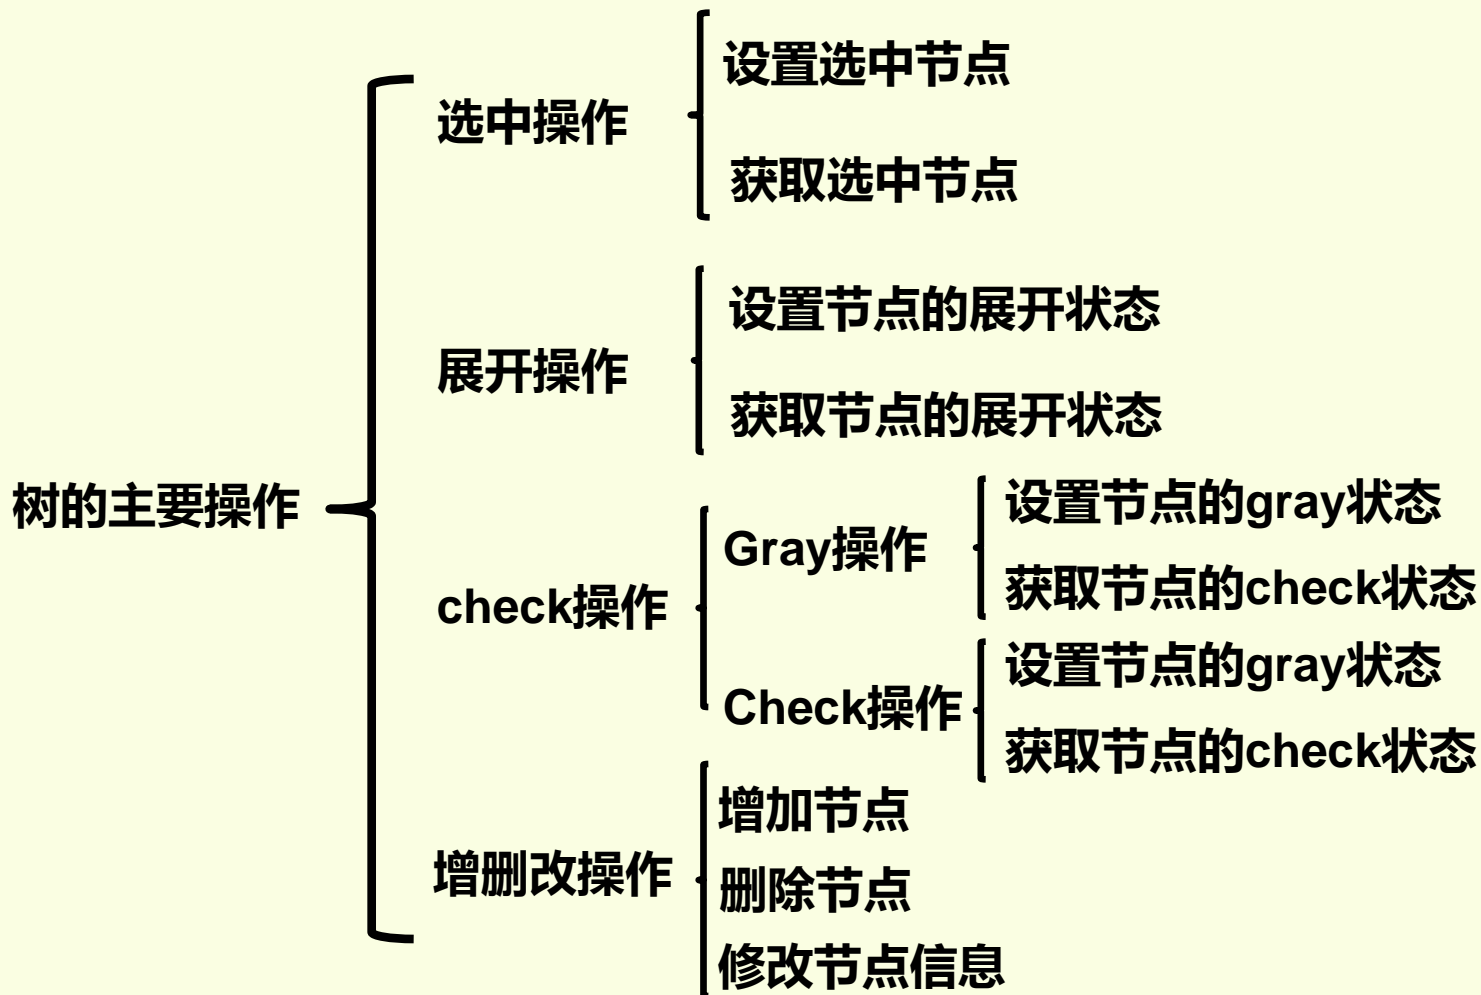 树的主要操作
选中操作
设置选中节点
获取选中节点
展开操作
设置节点的展开状态
获取节点的展开状态
check操作
Gray操作
设置节点的gray状态
获取节点的check状态
Check操作
设置节点的gray状态
获取节点的check状态
增删改操作
增加节点
删除节点
修改节点信息